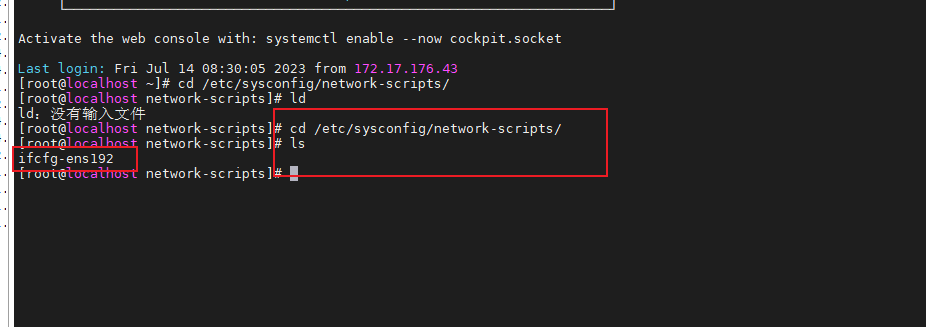 Activate the web console with: systemctl enable --now cockpit.socket
Last login: Fri Jul 14 08:30:05 2023 from 172.17.176.43
[root@localhost ~]# cd /etc/sysconfig/network-scripts/
[root@localhost network-scripts]# ld
ld: 没有输入文件
[root@localhost network-scripts]# cd /etc/sysconfig/network-scripts/
[root@localhost network-scripts]# ls
ifcfg-ens192
[root@localhost network-scripts]#